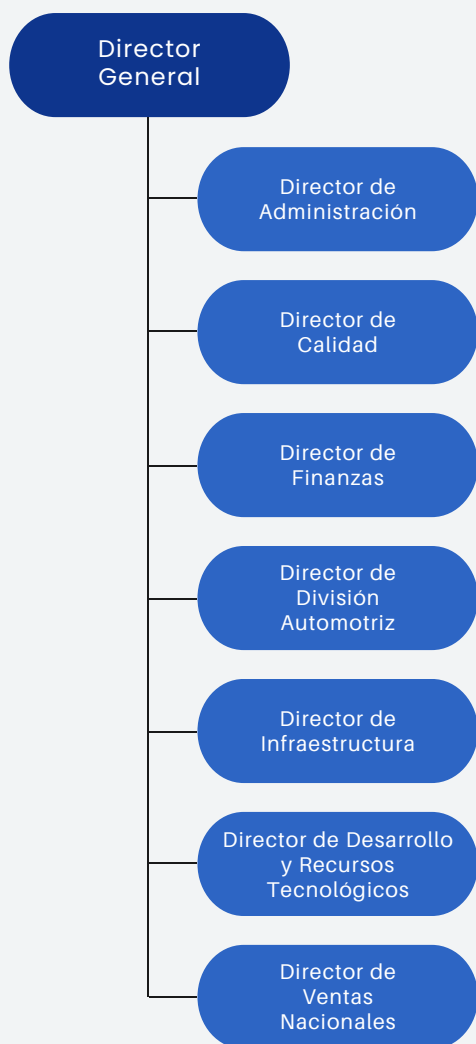 Director
General
Director de
Administración
Director de
Calidad
Director de
Finanzas
Director de
División
Automotriz
Director de
Infraestructura
Director de Desarrollo
y Recursos
Tecnológicos
Director de
Ventas
Nacionales